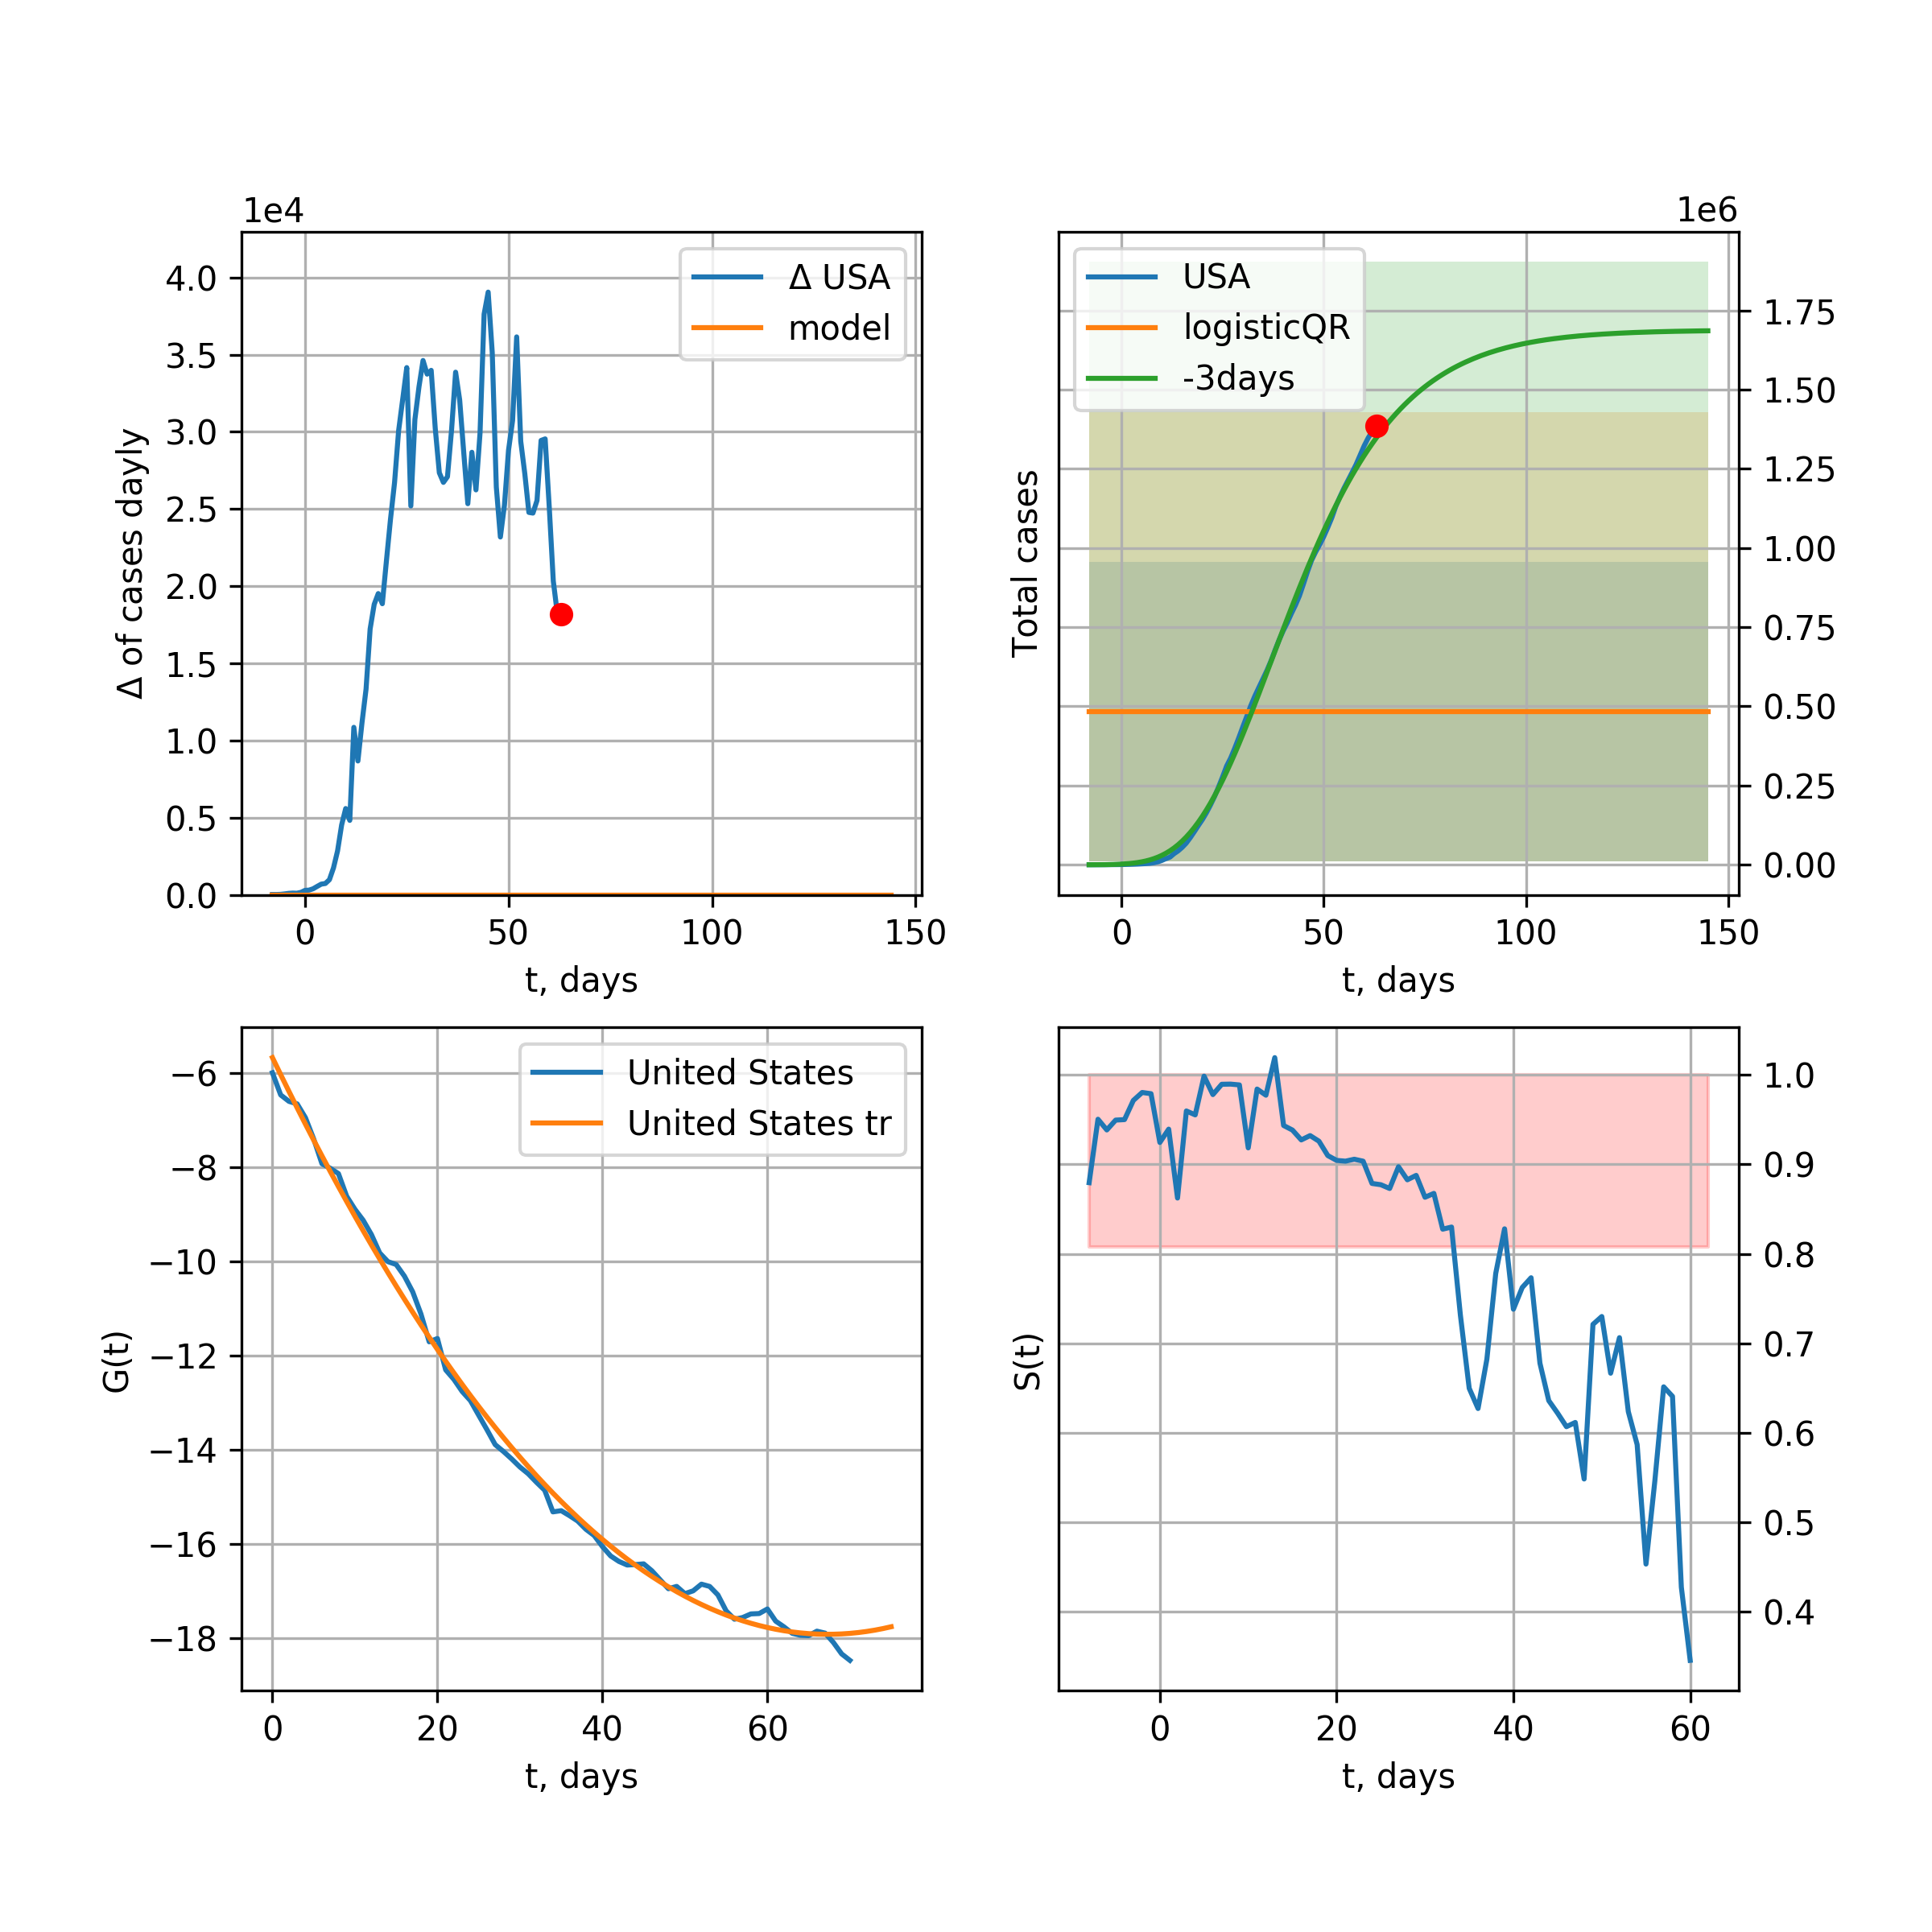 1e4
4.0
3.5
3.0
2.5
2.0
1.5
1.0
0.5
0.0
Δ of cases dayly
Δ USA
model
0 50 100 150
t, days
1e6
Total cases
USA
logisticQR
-3days
1.75
1.50
1.25
1.00
0.75
0.50
0.25
0.00
0 50 100 150
t, days
−6
−8
−10
−12
−14
−16
−18
G(t)
United States
United States tr
0 20 40 60
t, days
S(t)
1.0
0.9
0.8
0.7
0.6
0.5
0.4
0 20 40 60
t, days